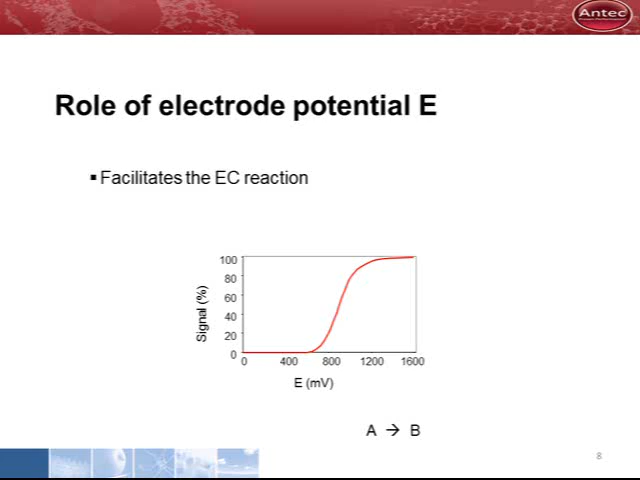 Antec
Role of electrode potential E
▪ Facilitates the EC reaction
Signal (%)
100
80
60
40
20
0
0 400 800 1200 1600
E (mV)
A → B
8